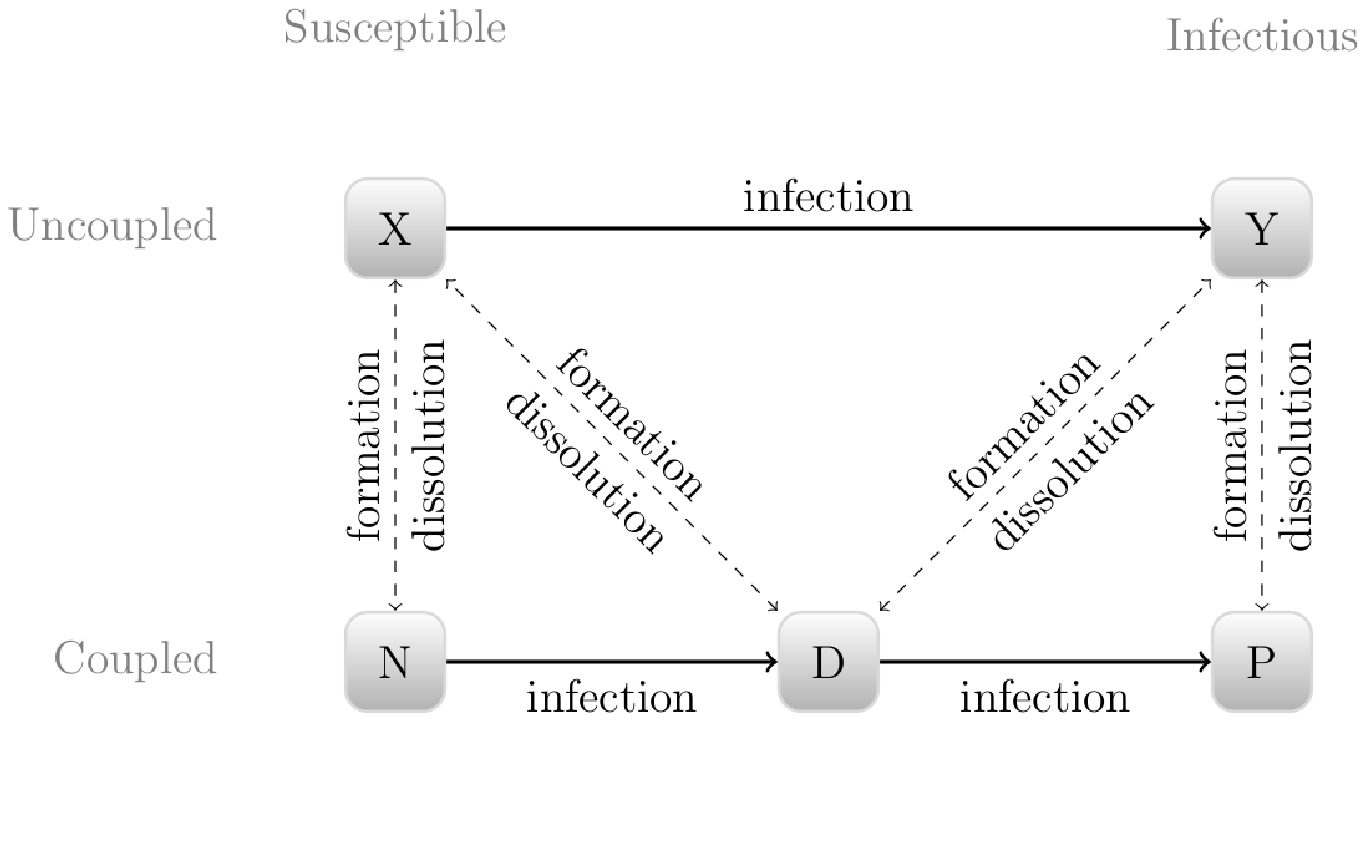 Susceptible
Infectious
Uncoupled
X
infection
Y
formation
dissolution
formation
dissolution
formation
dissolution
formation
dissolution
Coupled
N
infection
D
infection
P